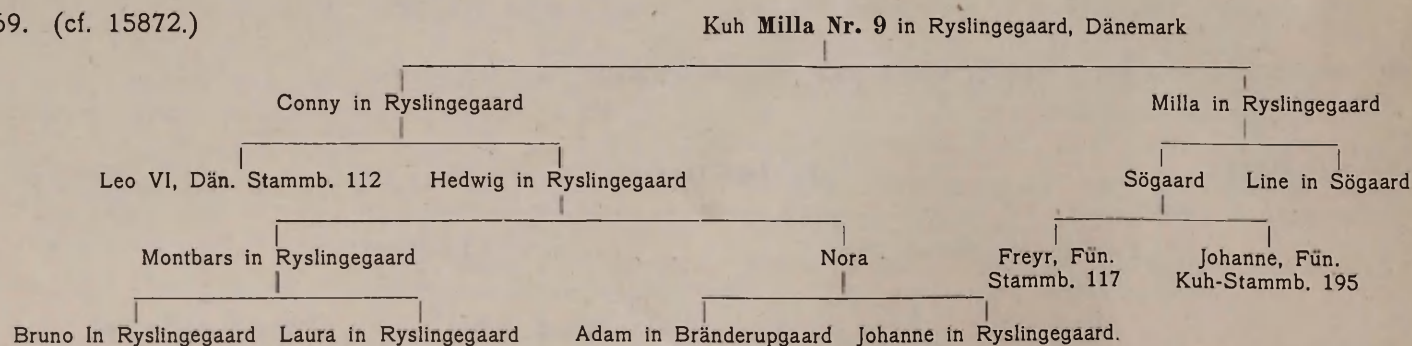 69. (cf. 15872.)
Kuh Milla Nr. 9 in Ryslingegaard, Dänemark
Conny in Ryslingegaard Milla in Ryslingegaard
Leo VI, Dän. Stammb. 112 Hedwig in Ryslingegaard Sögaard Line in Sögaard
Montbars in Ryslingegaard Nora Freyr, Fün. Johanne, Fün.
Stammb. 117 Kuh-Stammb. 195
Bruno In Ryslingegaard Laura in Ryslingegaard Adam in Bränderupgaard Johanne in Ryslingegaard.